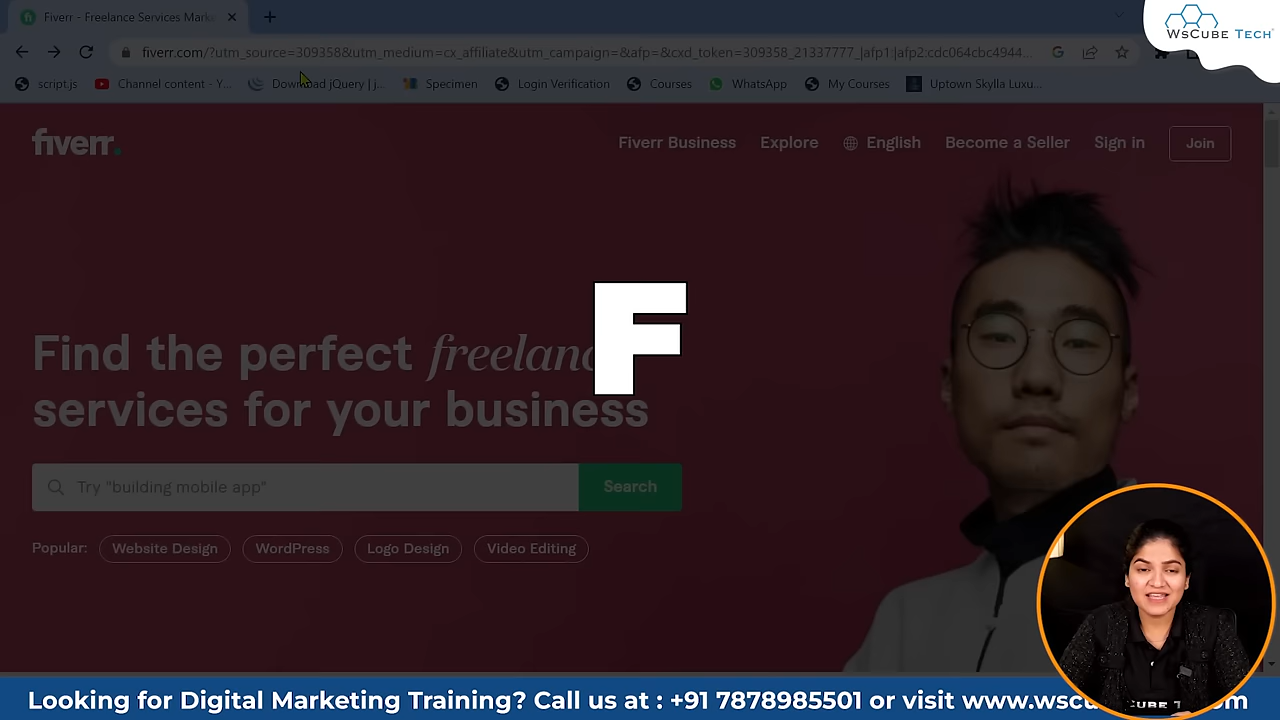 Fiverr - Freelance Services Marke
WsCube Tech
fiverr.com/?utm_source=309358&utm_medium=cx_affiliate&utm_campaign=&afp=&cxd_token=309358_21337777_|afp1:|afp2:cdc064cbc4944...
script.js Channel content - Y... Download jQuery | j... Specimen Login Verification Courses WhatsApp My Courses Uptown Skylla Luxu...
fiverr. Fiverr Business Explore English Become a Seller Sign in Join
F
Find the perfect freelanc
services for your business
Try "building mobile app" Search
Popular: Website Design WordPress Logo Design Video Editing
Looking for Digital Marketing Training? Call us at : +91 7878985501 or visit www.wscu